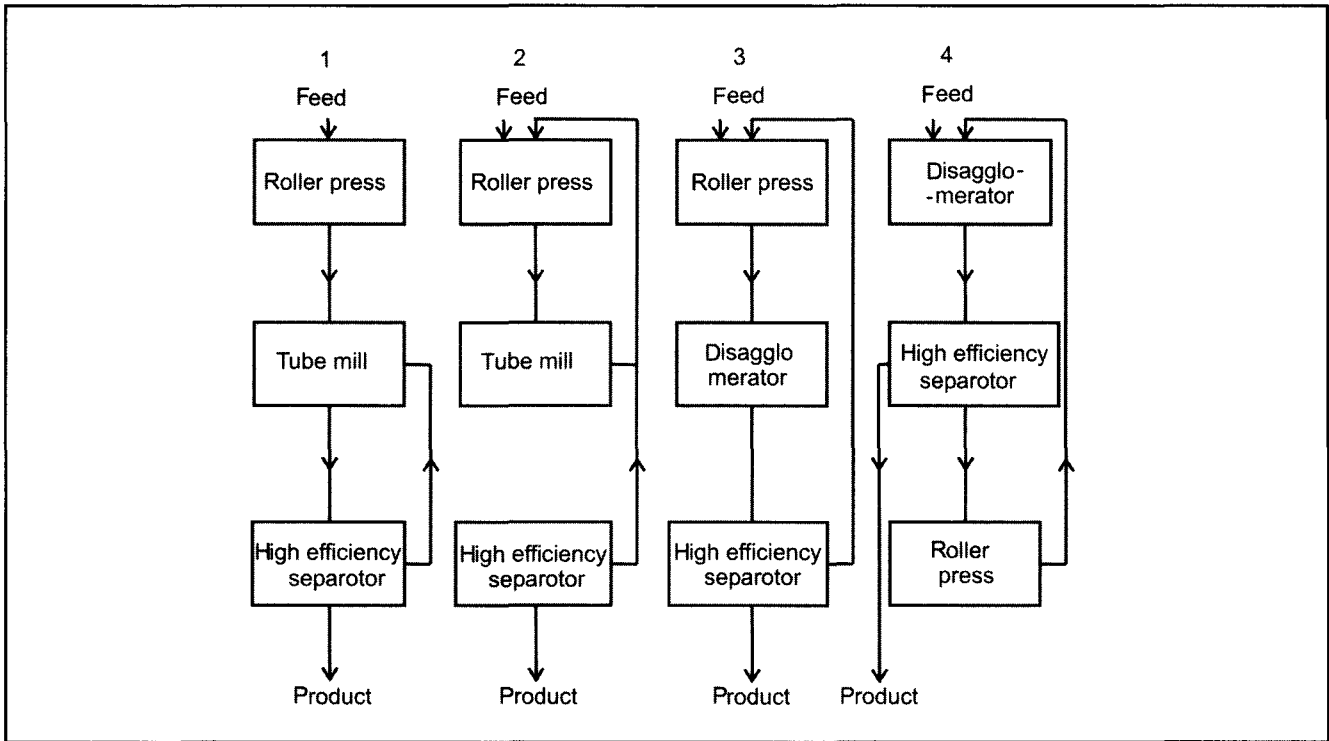 1
Feed
Roller press
Tube mill
High efficiency
separotor
Product
2
Feed
Roller press
Tube mill
High efficiency
separotor
Product
3
Feed
Roller press
Disagglo
merator
High efficiency
separotor
Product
4
Feed
Disagglo-
-merator
High efficiency
separotor
Roller
press
Product